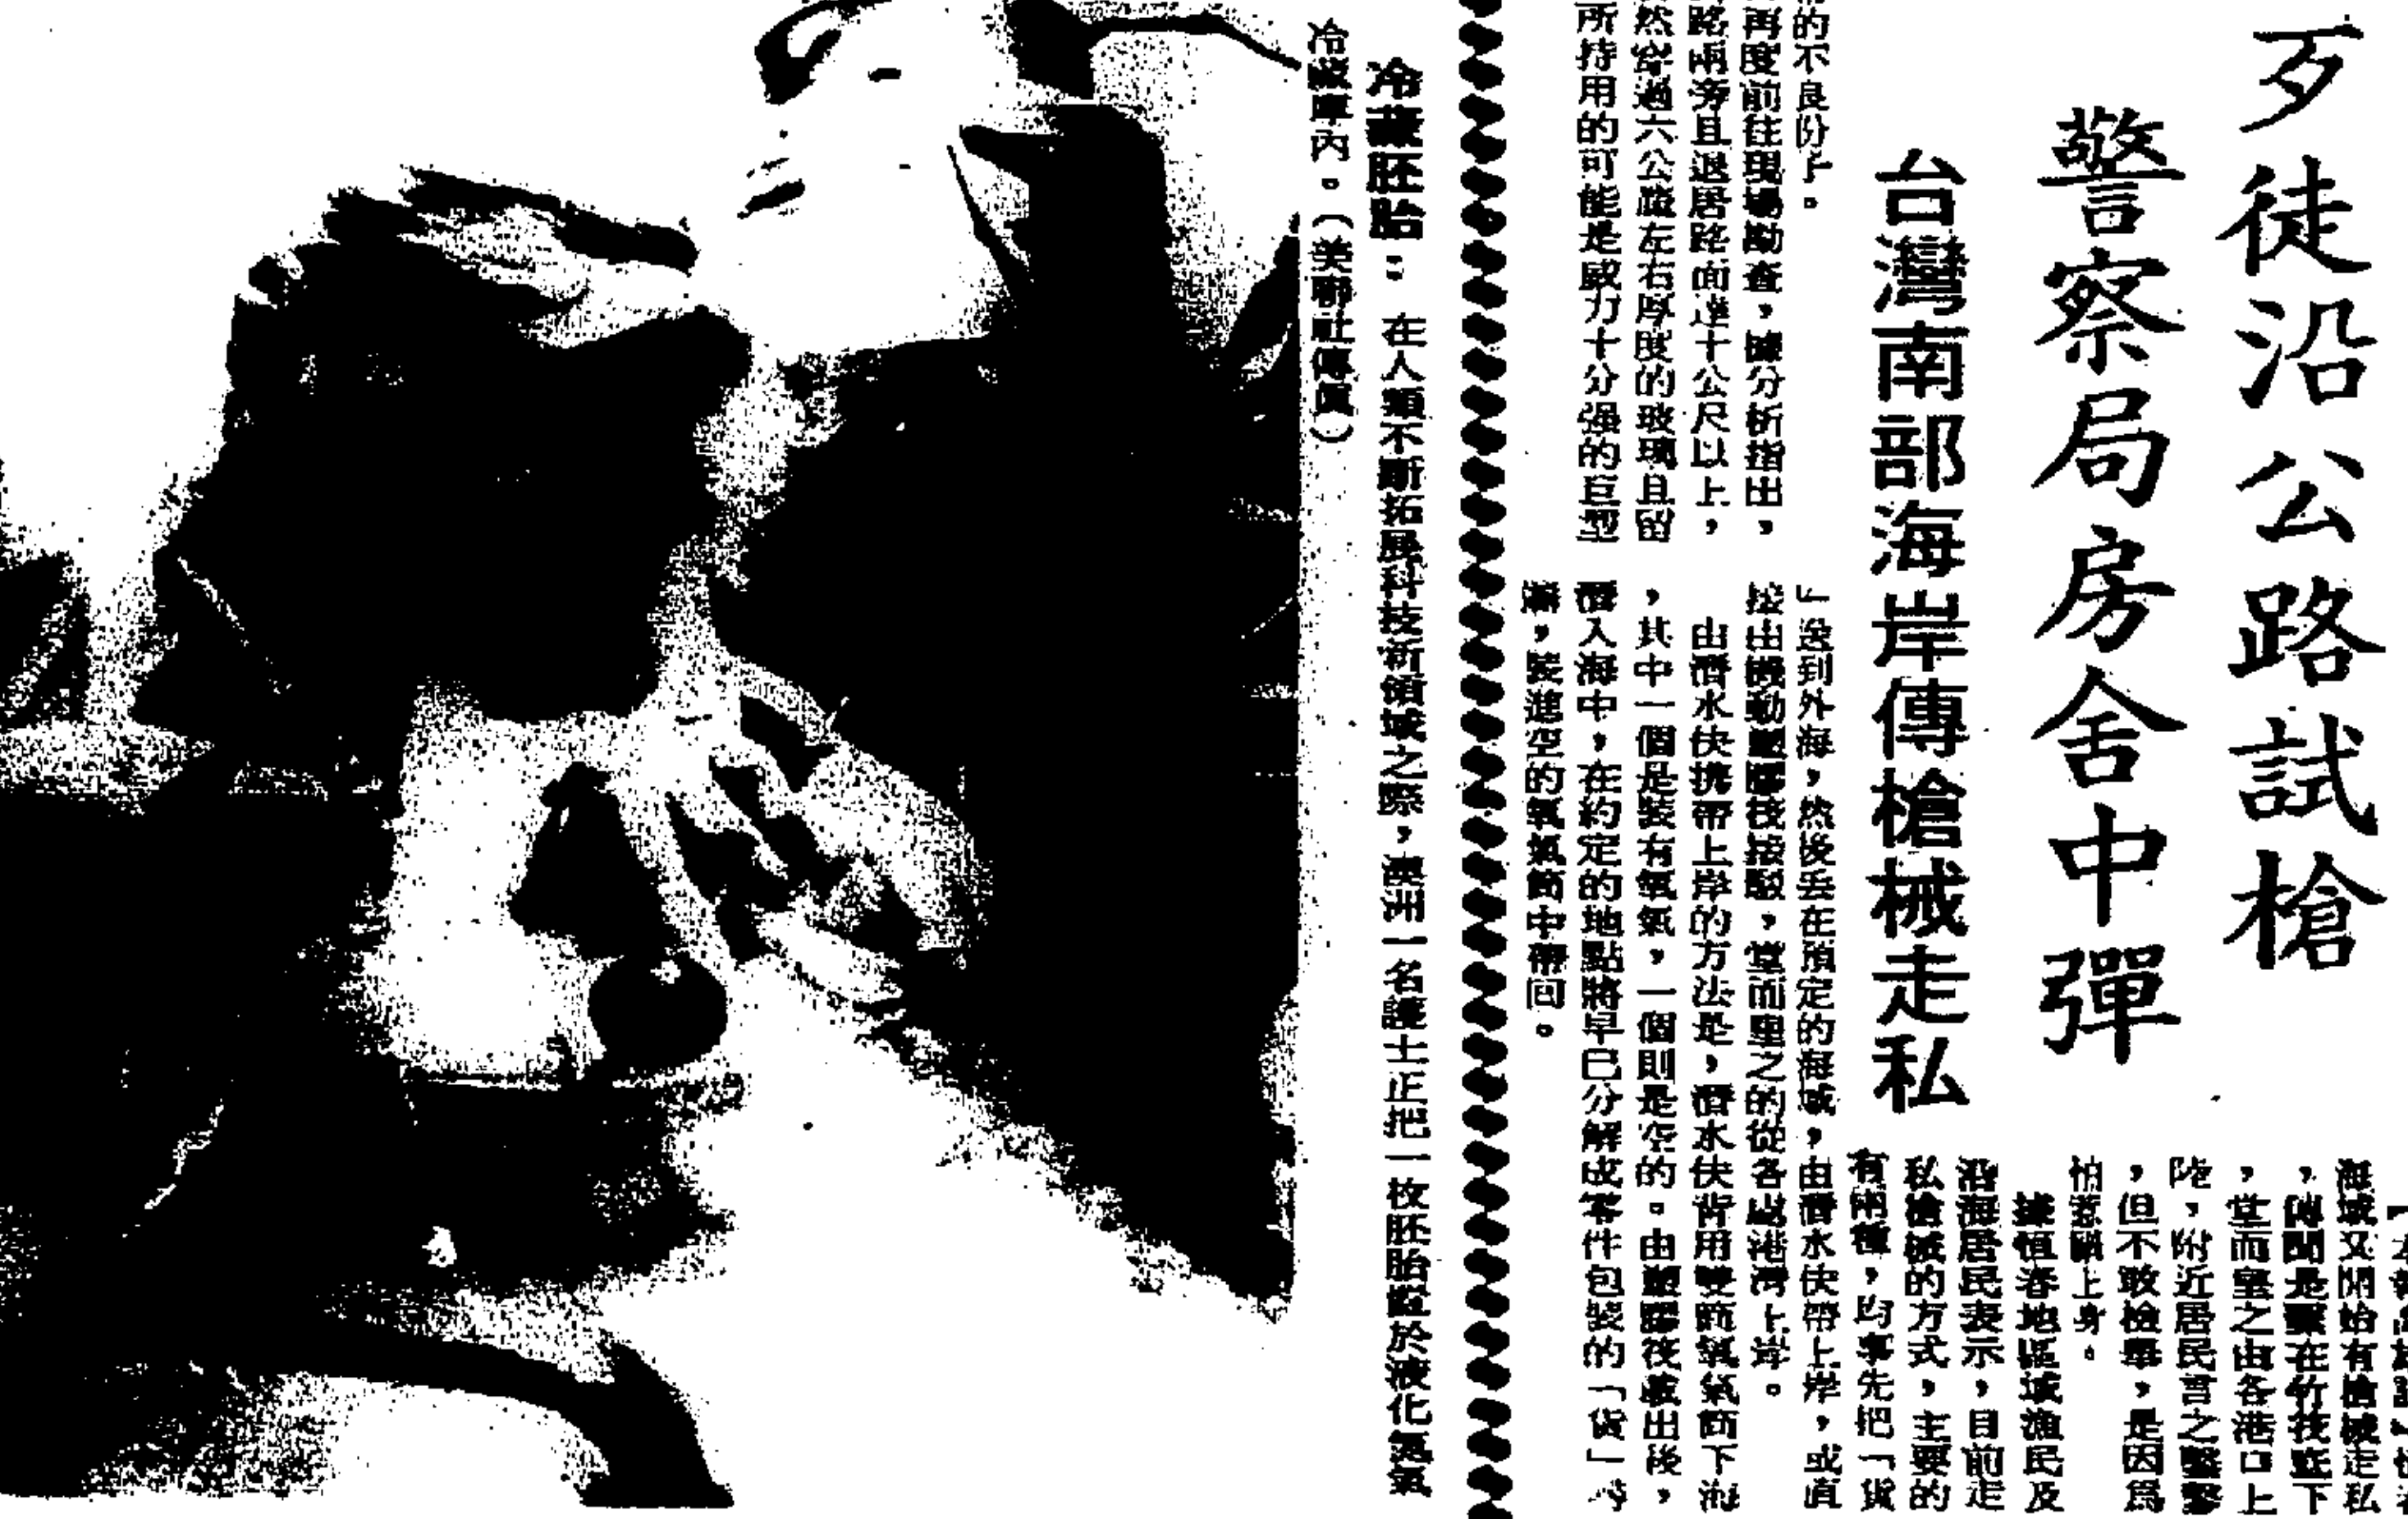 歹徒沿公路試槍
警察局房舍中彈
的不良份子。
再度前往現場勘查，據分析指出，
路兩旁且退居路面達十公尺以上，
然穿過六公厘左右厚度的玻璃且留
所持用的可能是威力十分强的巨型
台灣南部海岸傳槍械走私
海域又開始有槍械走私
，傳聞是藏在竹筏底下
，堂而皇之由各港口上
陸，附近居民言之鑿鑿
，但不敢檢舉，是因爲
怕惹禍上身。
據恒春地區域漁民及
沿海居民表示，目前走
私槍械的方式，主要的
有兩種，均事先把「貨
」送到外海，然後丢在預定的海域，由潛水伕帶上岸，或直
接由機動塑膠筏接駁，堂而皇之的從各處港灣上岸。
由潛水伕携帶上岸的方法是，潛水伕背用雙筒氧氣筒下海
，其中一個是裝有氧氣，一個則是空的。由塑膠筏載出後，
潛入海中，在約定的地點將早已分解成零件包裝的「貨」
，裝進空的氧氣筒中帶回。
冷藏胚胎：在人類不斷拓展科技新領域之際，澳洲一名護士正把一枚胚胎藏於液化氮氣
冷藏庫內。（美聯社傳眞）